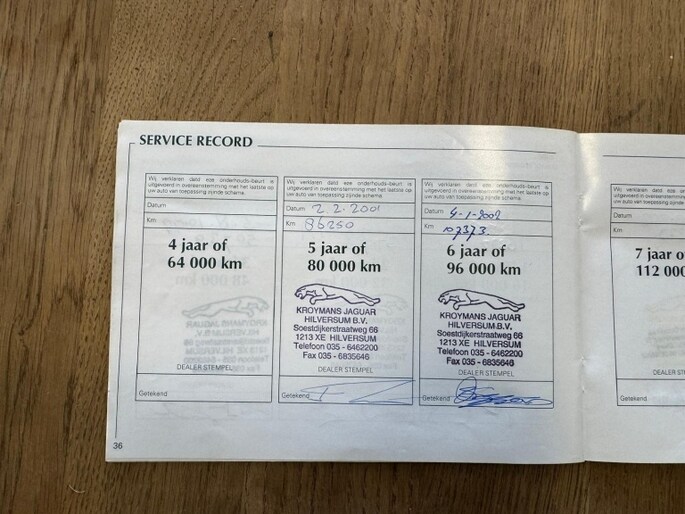 SERVICE RECORD
Wij verklaren dat deze onderhouds-beurt is
uitgevoerd in overeenstemming met het laatste op
uw auto van toepassing zijnde schema.
Datum
Km
4 jaar of
64 000 km
DEALER STEMPEL
Getekend
Wij verklaren dat deze onderhouds-beurt is
uitgevoerd in overeenstemming met het laatste op
uw auto van toepassing zijnde schema.
Datum 2.2.2001
Km 86250
5 jaar of
80 000 km
KROYMANS JAGUAR
HILVERSUM B.V.
Soestdijkerstraatweg 66
1213 XE HILVERSUM
Telefoon 035 - 6462200
Fax 035 - 6835646
DEALER STEMPEL
Getekend
Wij verklaren dat deze onderhouds-beurt is
uitgevoerd in overeenstemming met het laatste op
uw auto van toepassing zijnde schema.
Datum 4-1-2002
Km 107373
6 jaar of
96 000 km
KROYMANS JAGUAR
HILVERSUM B.V.
Soestdijkerstraatweg 66
1213 XE HILVERSUM
Telefoon 035 - 6462200
Fax 035 - 6835646
DEALER STEMPEL
Getekend
Datum
Km
7 jaar o
112 000
Getekend
36